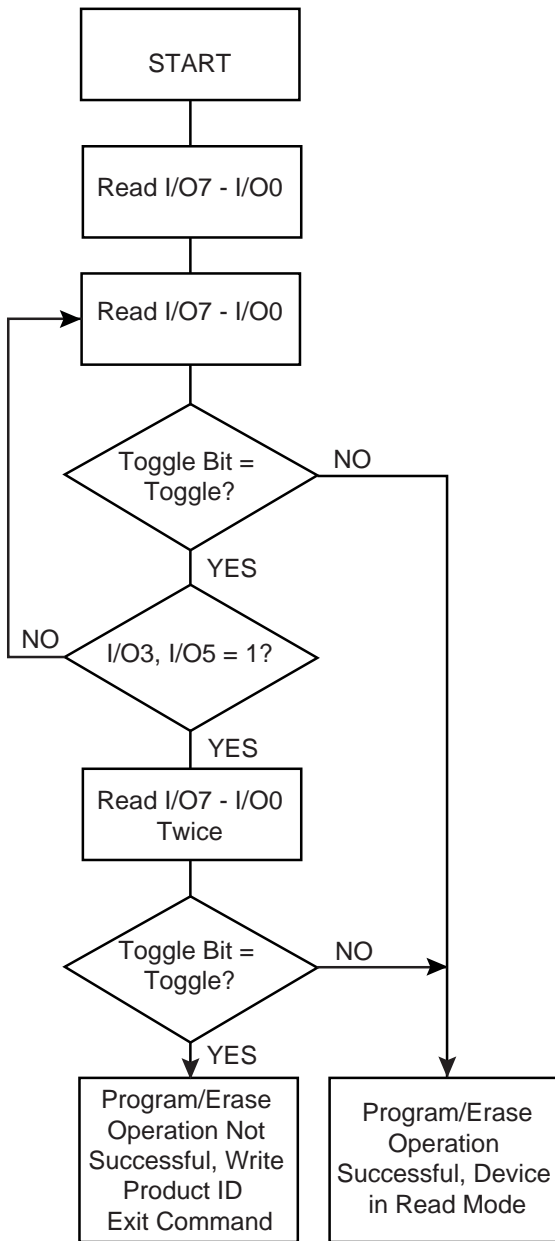 START
Read I/O7 - I/O0
Read I/O7 - I/O0
Toggle Bit =
Toggle?
NO
YES
NO
I/O3, I/O5 = 1?
YES
Read I/O7 - I/O0
Twice
Toggle Bit =
Toggle?
NO
YES
Program/Erase
Operation Not
Successful, Write
Product ID
Exit Command
Program/Erase
Operation
Successful, Device
in Read Mode